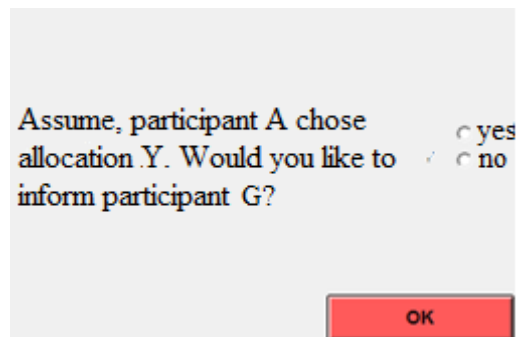 Assume, participant A chose
allocation Y. Would you like to
inform participant G?
yes
no
OK